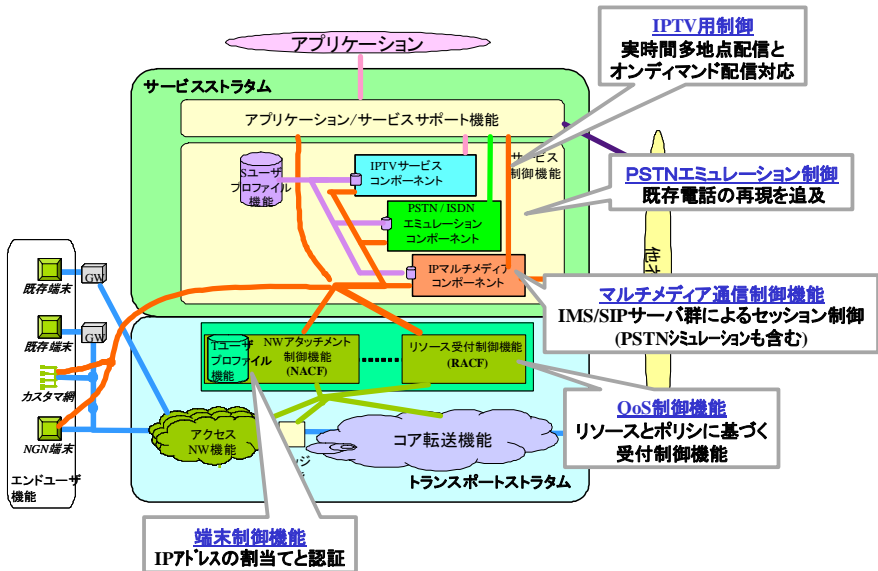 アプリケーション
IPTV用制御
実時間多地点配信と
オンディマンド配信対応
サービスストラタム
アプリケーション/サービスサポート機能
サービス
制御機能
Sユーザ
プロファイル
機能
IPTVサービス
コンポーネント
PSTN / ISDN
エミュレーション
コンポーネント
IPマルチメディア
コンポーネント
PSTNエミュレーション制御
既存電話の再現を追及
マルチメディア通信制御機能
IMS/SIPサーバ群によるセッション制御
(PSTNシミュレーションも含む)
GW
既存端末
GW
既存端末
カスタマ網
NGN端末
エンドユーザ
機能
Tユーザ
プロファイル
機能
NWアタッチメント
制御機能
(NACF)
リソース受付制御機能
(RACF)
QoS制御機能
リソースとポリシに基づく
受付制御機能
アクセス
NW機能
コア転送機能
トランスポートストラタム
端末制御機能
IPアドレスの割当てと認証